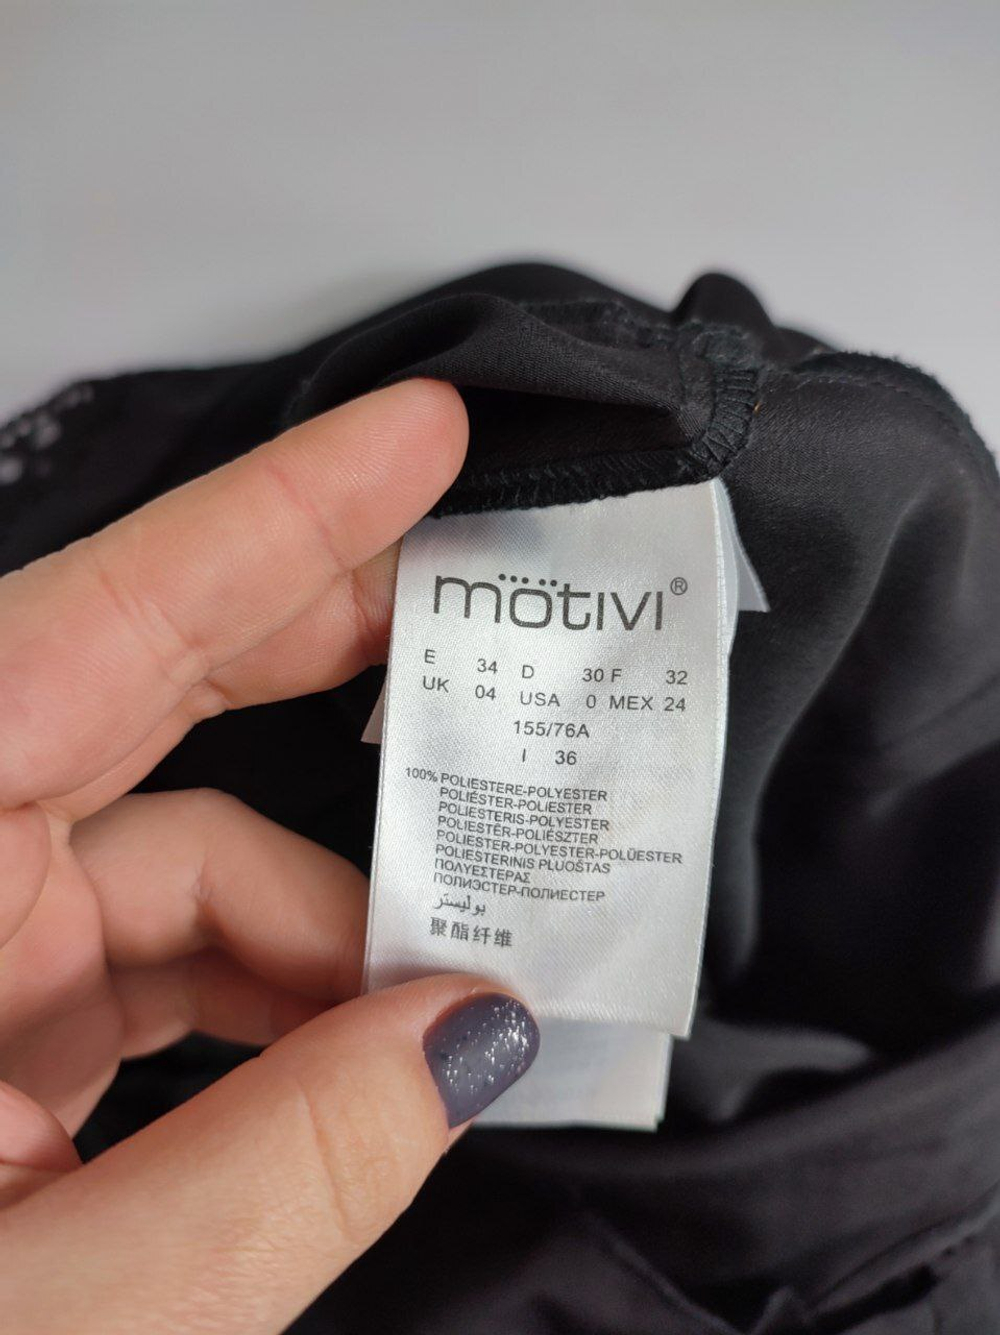 mötIVI®
E 34 D 30 F 32
UK 04 USA 0 MEX 24
155/76A
I 36
100% POLIESTERE-POLYESTER
POLIÉSTER-POLIESTER
POLIESTERIS-POLYESTER
POLIESTÉR-POLIÉSZTER
POLIESTER-POLYESTER-POLÜESTER
POLIESTERINIS PLUOŠTAS
ΠΟΛΥΕΣΤΕΡΑΣ
ПОЛИЭСТЕР-ПОЛИЕСТЕР
بوليستر
聚酯纤维